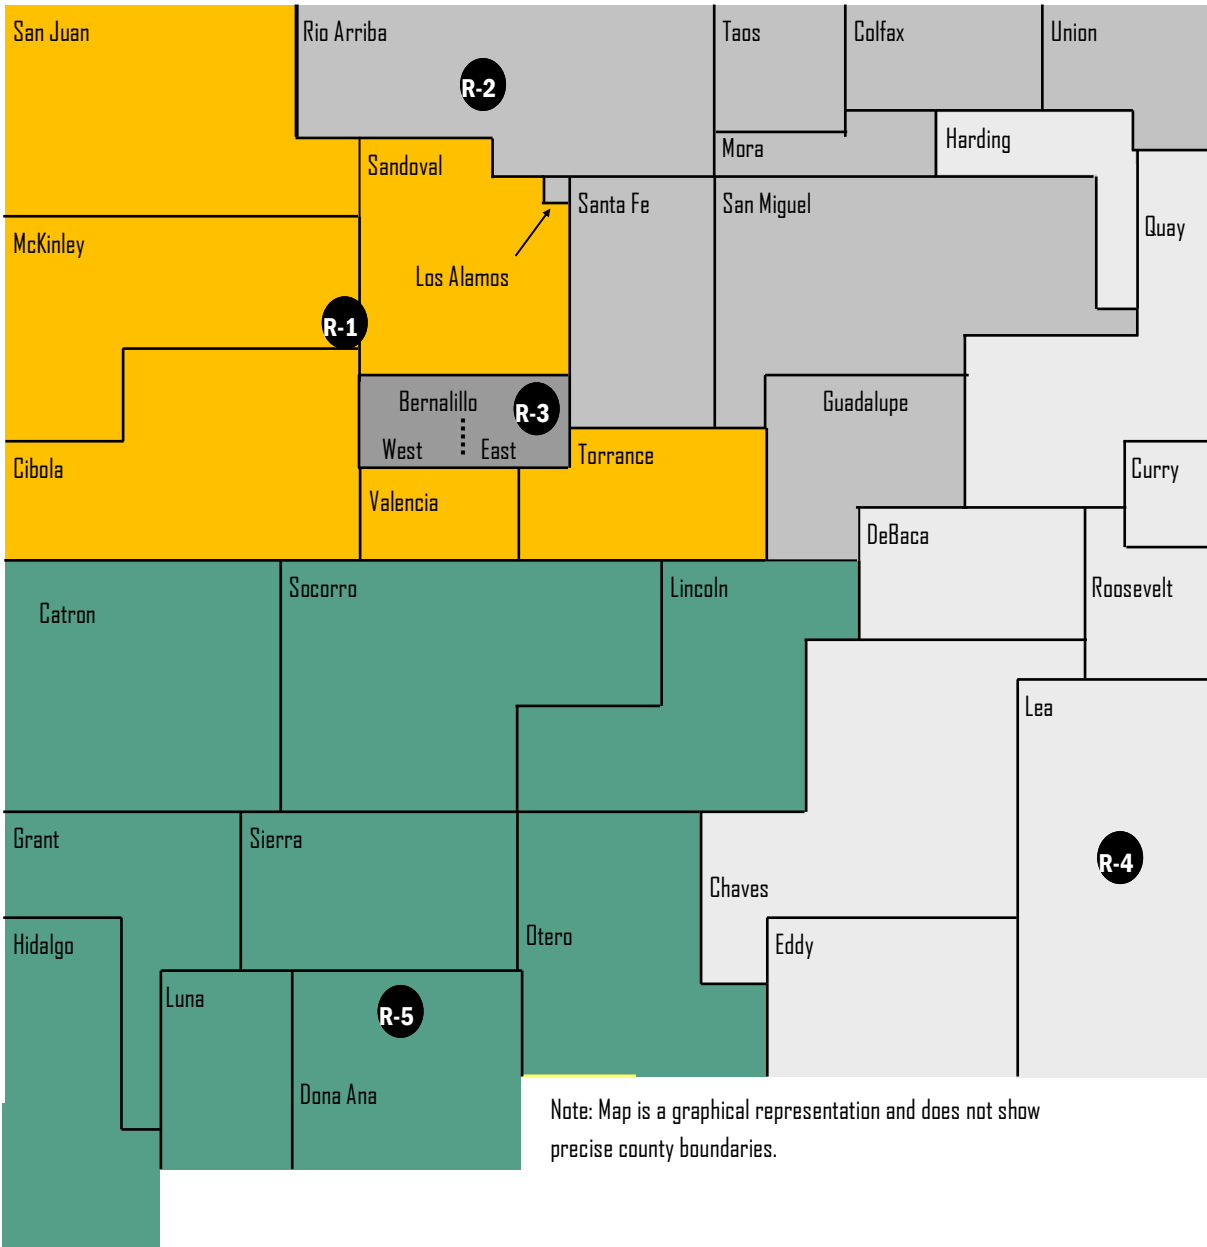 San Juan
Rio Arriba
Taos
Colfax
Union
R-2
Mora
Harding
Sandoval
Santa Fe
San Miguel
Quay
McKinley
Los Alamos
R-1
Bernalillo
R-3
Guadalupe
West
East
Torrance
Cibola
Curry
Valencia
DeBaca
Socorro
Lincoln
Roosevelt
Catron
Lea
Grant
Sierra
R-4
Chaves
Otero
Hidalgo
Eddy
Luna
R-5
Dona Ana
Note: Map is a graphical representation and does not show
precise county boundaries.